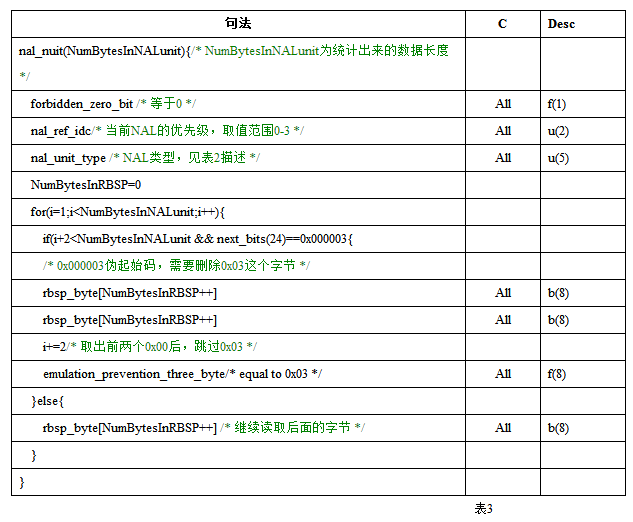 句法 C Desc
nal_nuit(NumBytesInNALunit){/* NumBytesInNALunit为统计出来的数据长度
*/
forbidden_zero_bit /* 等于0 */ All f(1)
nal_ref_idc/* 当前NAL的优先级，取值范围0-3 */ All u(2)
nal_unit_type /* NAL类型，见表2描述 */ All u(5)
NumBytesInRBSP=0
for(i=1;i<NumBytesInNALunit;i++){
if(i+2<NumBytesInNALunit && next_bits(24)==0x000003{
/* 0x000003伪起始码，需要删除0x03这个字节 */
rbsp_byte[NumBytesInRBSP++] All b(8)
rbsp_byte[NumBytesInRBSP++] All b(8)
i+=2/* 取出前两个0x00后，跳过0x03 */
emulation_prevention_three_byte/* equal to 0x03 */ All f(8)
}else{
rbsp_byte[NumBytesInRBSP++] /* 继续读取后面的字节 */ All b(8)
}
}
表3